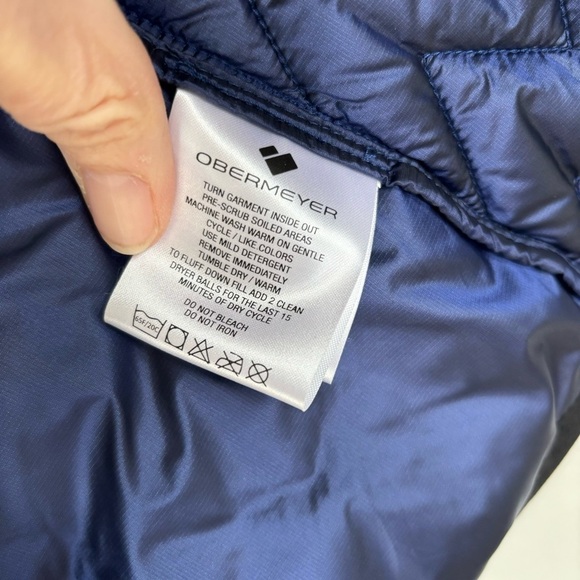 OBERMEYER
TURN GARMENT INSIDE OUT
PRE-SCRUB SOILED AREAS
MACHINE WASH WARM ON GENTLE
CYCLE / LIKE COLORS
USE MILD DETERGENT
REMOVE IMMEDIATELY
TUMBLE DRY / WARM
TO FLUFF DOWN FILL ADD 2 CLEAN
DRYER BALLS FOR THE LAST 15
MINUTES OF DRY CYCLE
DO NOT BLEACH
DO NOT IRON
65F/20C